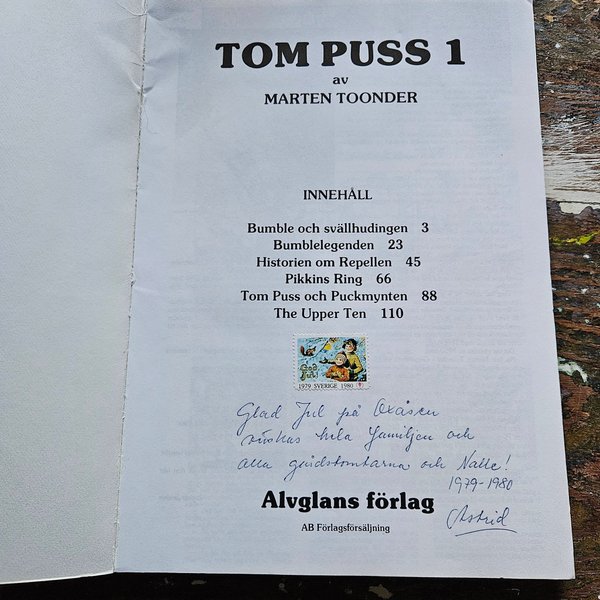 TOM PUSS 1
av
MARTEN TOONDER
INNEHÅLL
Bumble och svällhudingen 3
Bumblelegenden 23
Historien om Repellen 45
Pikkins Ring 66
Tom Puss och Puckmynten 88
The Upper Ten 110
1979 SVERIGE 1980
Glad Jul på Oxåsen
önskas hela familjen och
alla gårdstomtarna och Nalle!
1979-1980
Alvglans förlag
Astrid
AB Förlagsförsäljning